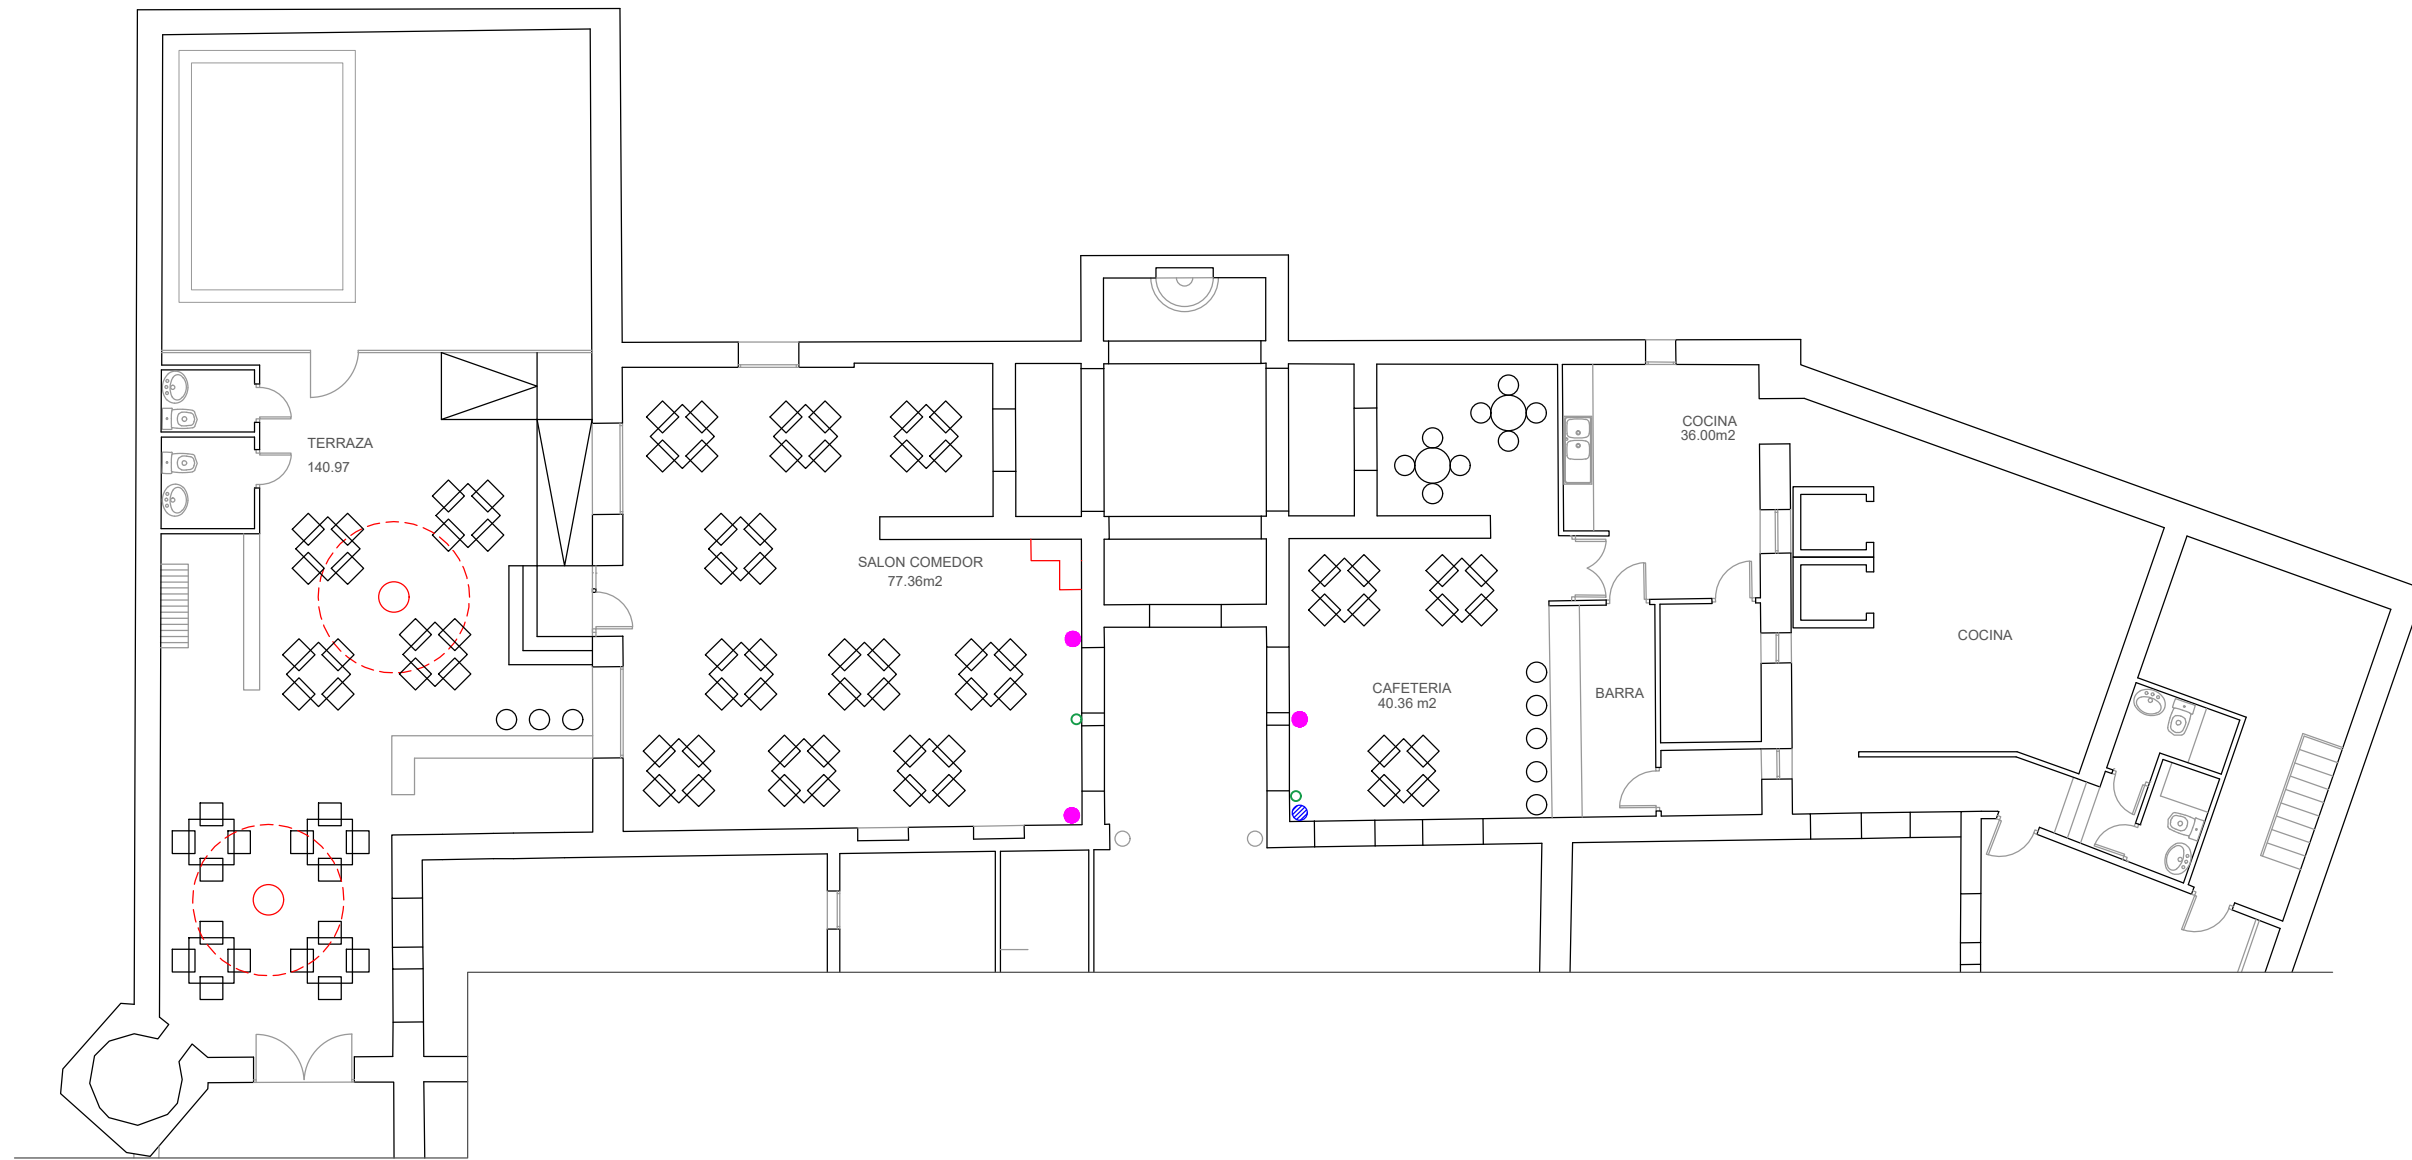 TERRAZA
140.97
SALON COMEDOR
77.36m2
CAFETERIA
40.36 m2
BARRA
COCINA
36.00m2
COCINA